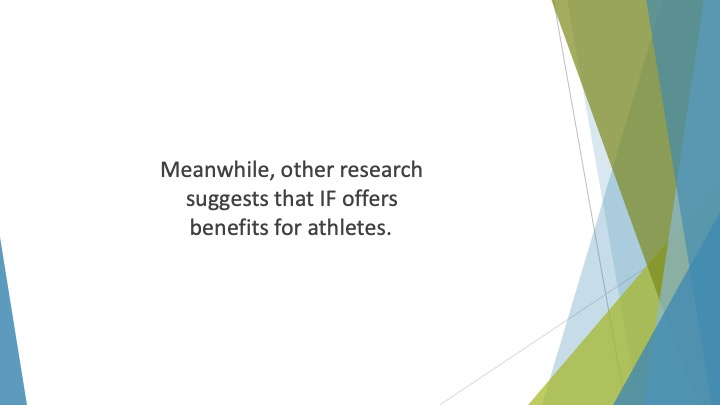 Meanwhile, other research
suggests that IF offers
benefits for athletes.